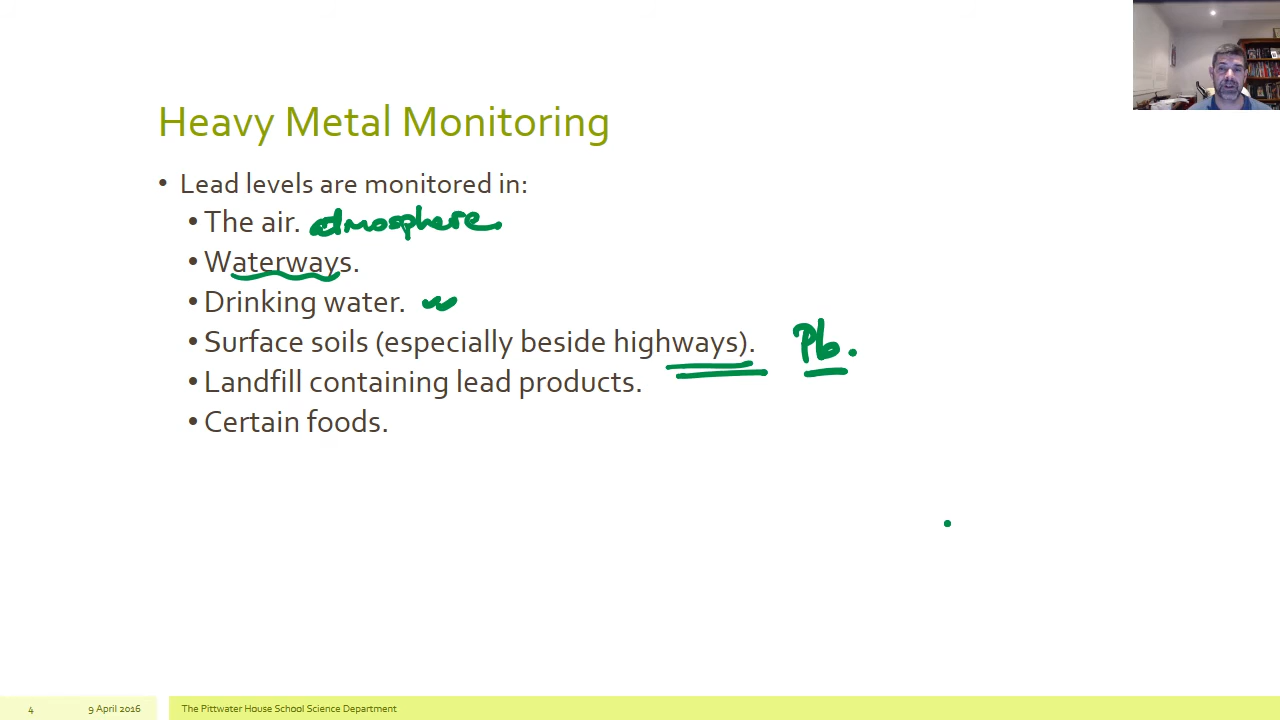 Heavy Metal Monitoring
• Lead levels are monitored in:
• The air. atmosphere.
• Waterways.
• Drinking water.
• Surface soils (especially beside highways). Pb.
• Landfill containing lead products.
• Certain foods.
4 9 April 2016 The Pittwater House School Science Department